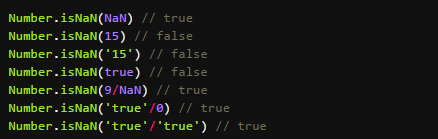 Number.isNaN(NaN) // true
Number.isNaN(15) // false
Number.isNaN('15') // false
Number.isNaN(true) // false
Number.isNaN(9/NaN) // true
Number.isNaN('true'/0) // true
Number.isNaN('true'/'true') // true